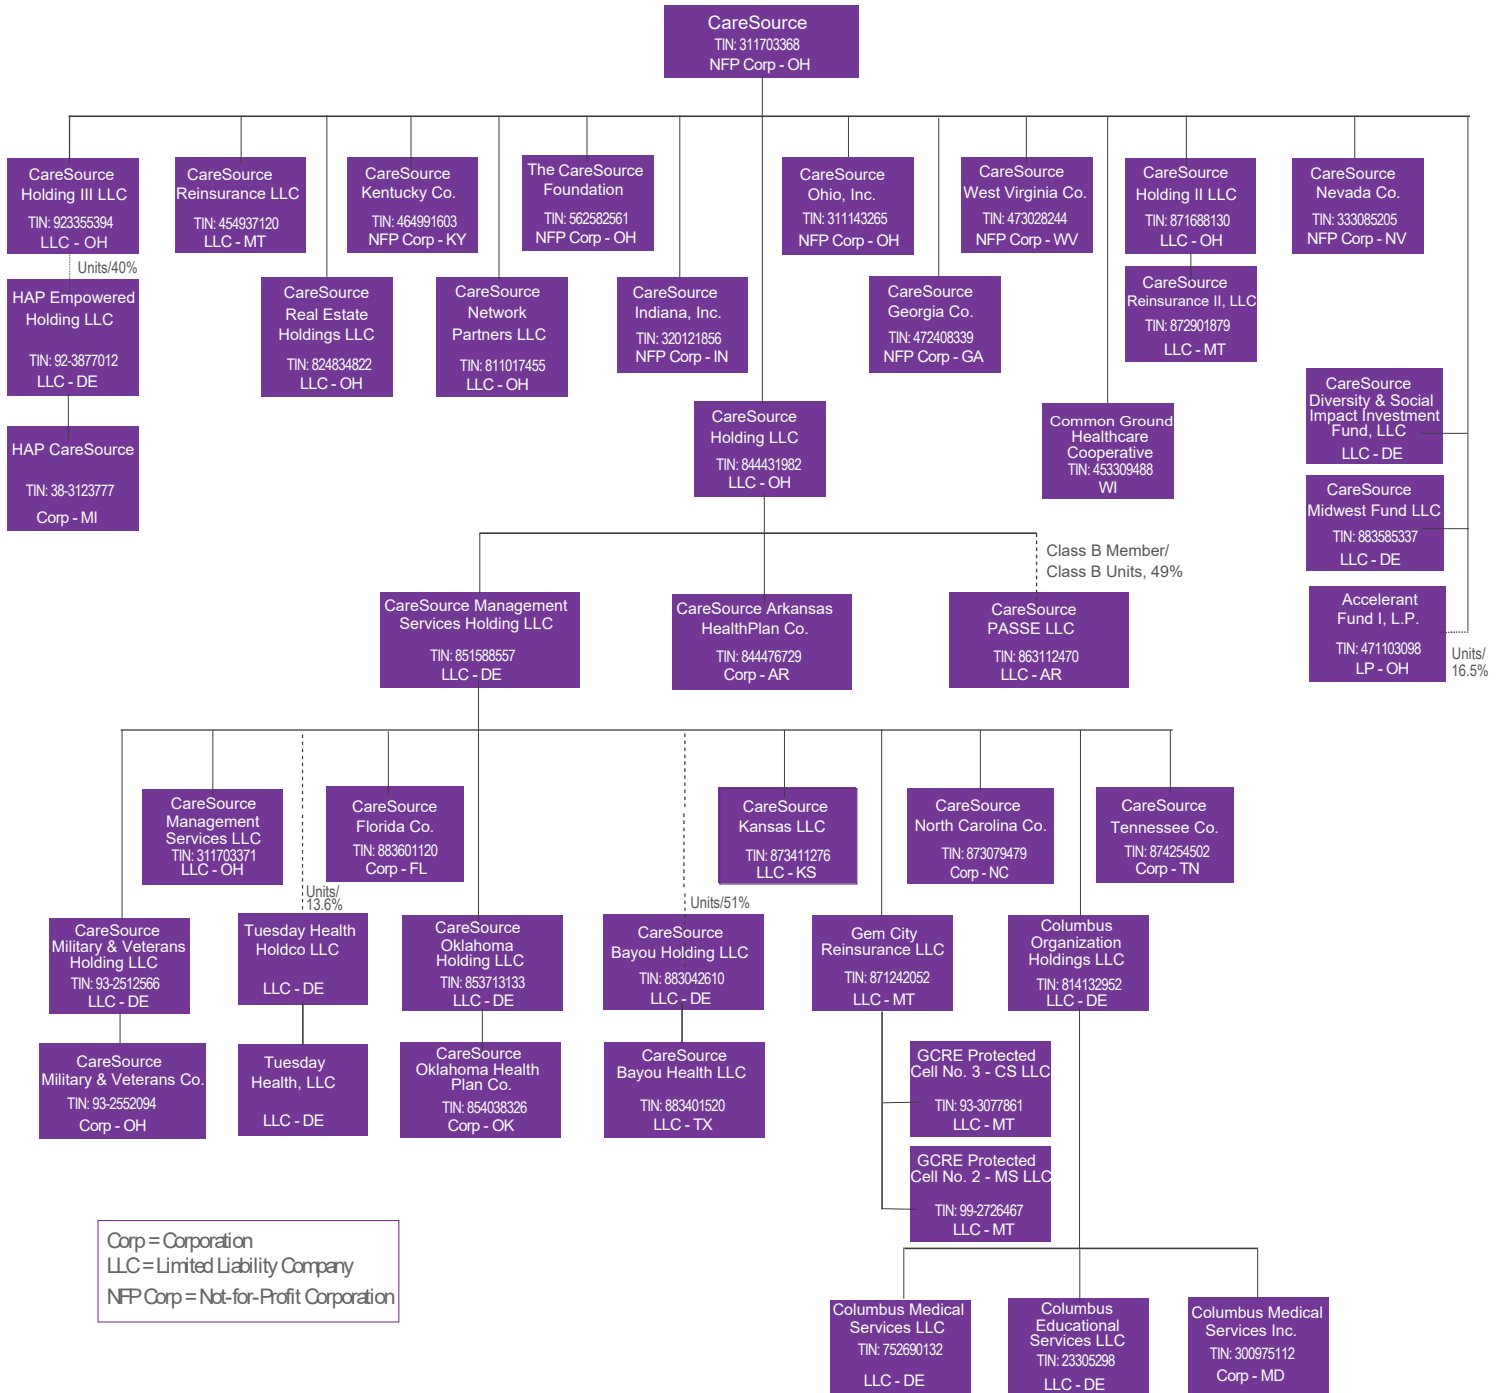 CareSource
TIN: 311703368
NFP Corp - OH
CareSource
Holding III LLC
TIN: 923355394
LLC - OH
CareSource
Reinsurance LLC
TIN: 454937120
LLC - MT
CareSource
Kentucky Co.
TIN: 464991603
NFP Corp - KY
The CareSource
Foundation
TIN: 562582561
NFP Corp - OH
CareSource
Ohio, Inc.
TIN: 311143265
NFP Corp - OH
CareSource
West Virginia Co.
TIN: 473028244
NFP Corp - WV
CareSource
Holding II LLC
TIN: 871688130
LLC - OH
CareSource
Nevada Co.
TIN: 333085205
NFP Corp - NV
Units/40%
HAP Empowered
Holding LLC
TIN: 92-3877012
LLC - DE
CareSource
Real Estate
Holdings LLC
TIN: 824834822
LLC - OH
CareSource
Network
Partners LLC
TIN: 811017455
LLC - OH
CareSource
Indiana, Inc.
TIN: 320121856
NFP Corp - IN
CareSource
Georgia Co.
TIN: 472408339
NFP Corp - GA
CareSource
Reinsurance II, LLC
TIN: 872901879
LLC - MT
HAP CareSource
TIN: 38-3123777
Corp - MI
CareSource
Holding LLC
TIN: 844431982
LLC - OH
Common Ground
Healthcare
Cooperative
TIN: 453309488
WI
CareSource
Diversity & Social
Impact Investment
Fund, LLC
LLC - DE
CareSource
Midwest Fund LLC
TIN: 883585337
LLC - DE
Accelerant
Fund I, L.P.
TIN: 471103098
LP - OH
Units/
16.5%
Class B Member/
Class B Units, 49%
CareSource Management
Services Holding LLC
TIN: 851588557
LLC - DE
CareSource Arkansas
HealthPlan Co.
TIN: 844476729
Corp - AR
CareSource
PASSE LLC
TIN: 863112470
LLC - AR
CareSource
Management
Services LLC
TIN: 311703371
LLC - OH
CareSource
Florida Co.
TIN: 883601120
Corp - FL
CareSource
Kansas LLC
TIN: 873411276
LLC - KS
CareSource
North Carolina Co.
TIN: 873079479
Corp - NC
CareSource
Tennessee Co.
TIN: 874254502
Corp - TN
Units/
13.6%
Units/51%
CareSource
Military & Veterans
Holding LLC
TIN: 93-2512566
LLC - DE
Tuesday Health
Holdco LLC
LLC - DE
CareSource
Oklahoma
Holding LLC
TIN: 853713133
LLC - DE
CareSource
Bayou Holding LLC
TIN: 883042610
LLC - DE
Gem City
Reinsurance LLC
TIN: 871242052
LLC - MT
Columbus
Organization
Holdings LLC
TIN: 814132952
LLC - DE
CareSource
Military & Veterans Co.
TIN: 93-2552094
Corp - OH
Tuesday
Health, LLC
LLC - DE
CareSource
Oklahoma Health
Plan Co.
TIN: 854038326
Corp - OK
CareSource
Bayou Health LLC
TIN: 883401520
LLC - TX
GCRE Protected
Cell No. 3 - CS LLC
TIN: 93-3077861
LLC - MT
GCRE Protected
Cell No. 2 - MS LLC
TIN: 99-2726467
LLC - MT
Corp = Corporation
LLC = Limited Liability Company
NFP Corp = Not-for-Profit Corporation
Columbus Medical
Services LLC
TIN: 752690132
LLC - DE
Columbus
Educational
Services LLC
TIN: 23305298
LLC - DE
Columbus Medical
Services Inc.
TIN: 300975112
Corp - MD